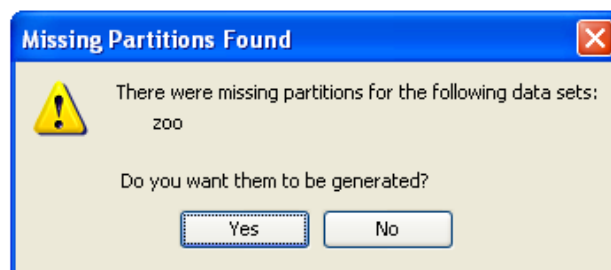 Missing Partitions Found
There were missing partitions for the following data sets:
zoo
Do you want them to be generated?
Yes No